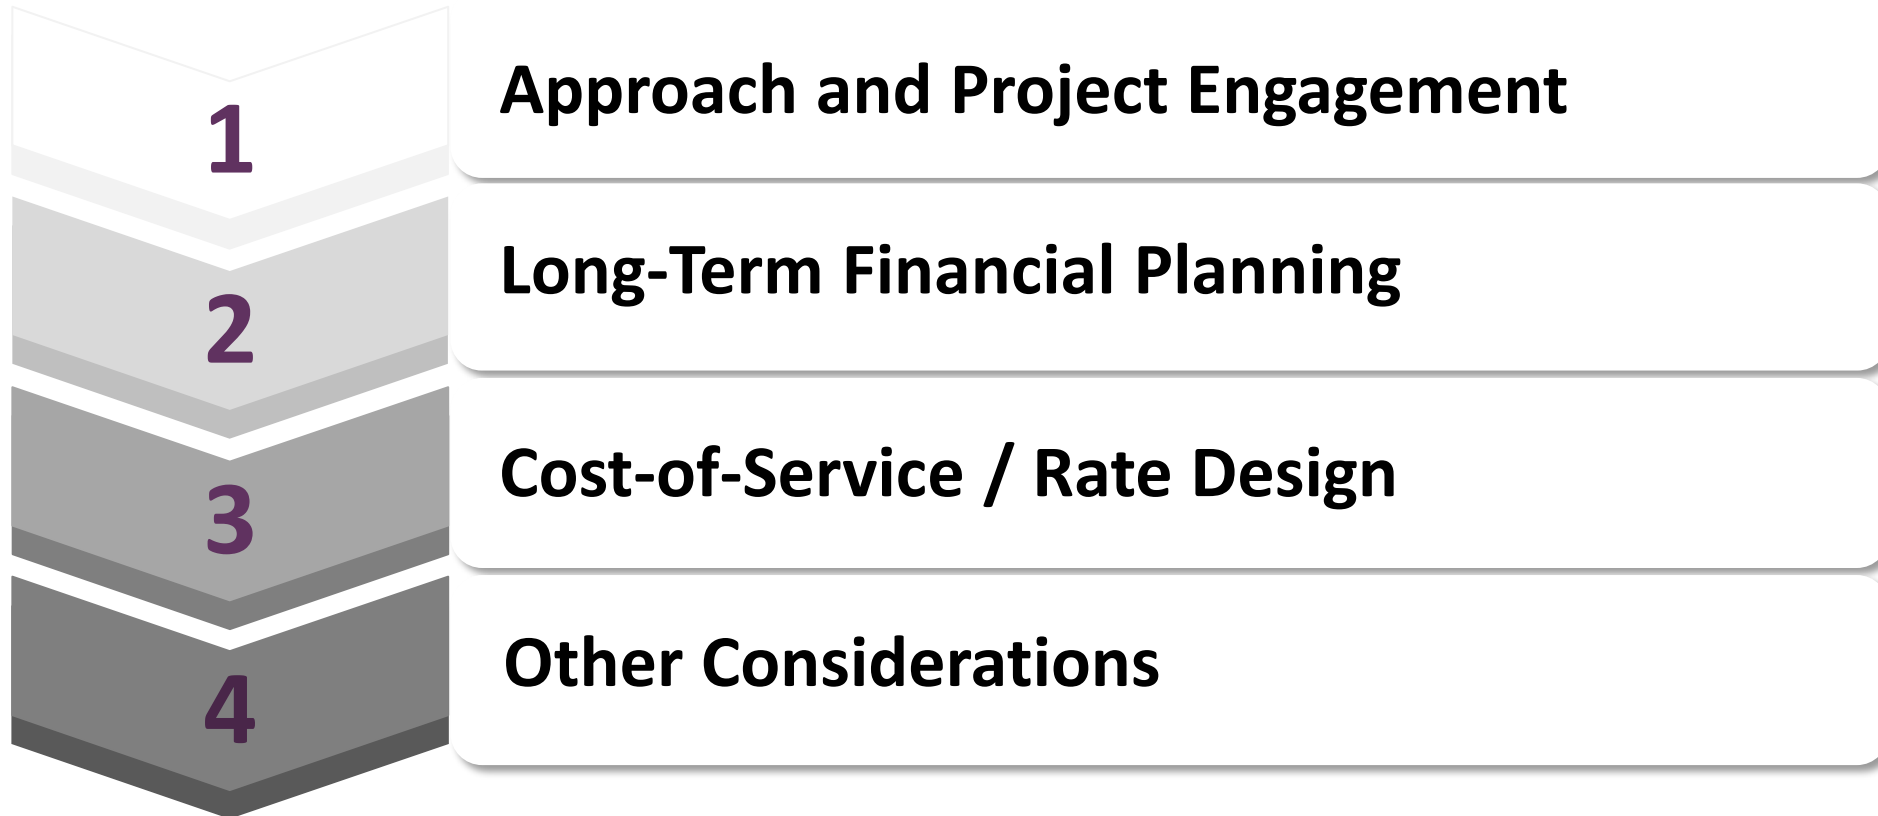 1
Approach and Project Engagement
2
Long-Term Financial Planning
3
Cost-of-Service / Rate Design
4
Other Considerations